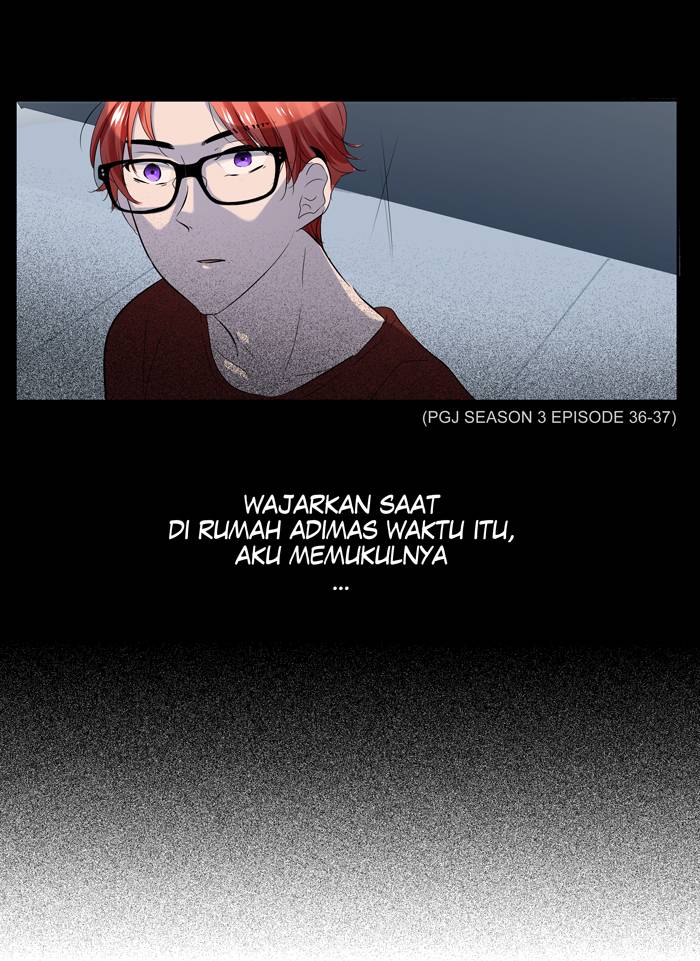 (PGJ SEASON 3 EPISODE 36-37)
WAJARKAN SAAT
DI RUMAH ADIMAS WAKTU ITU,
AKU MEMUKULNYA
...